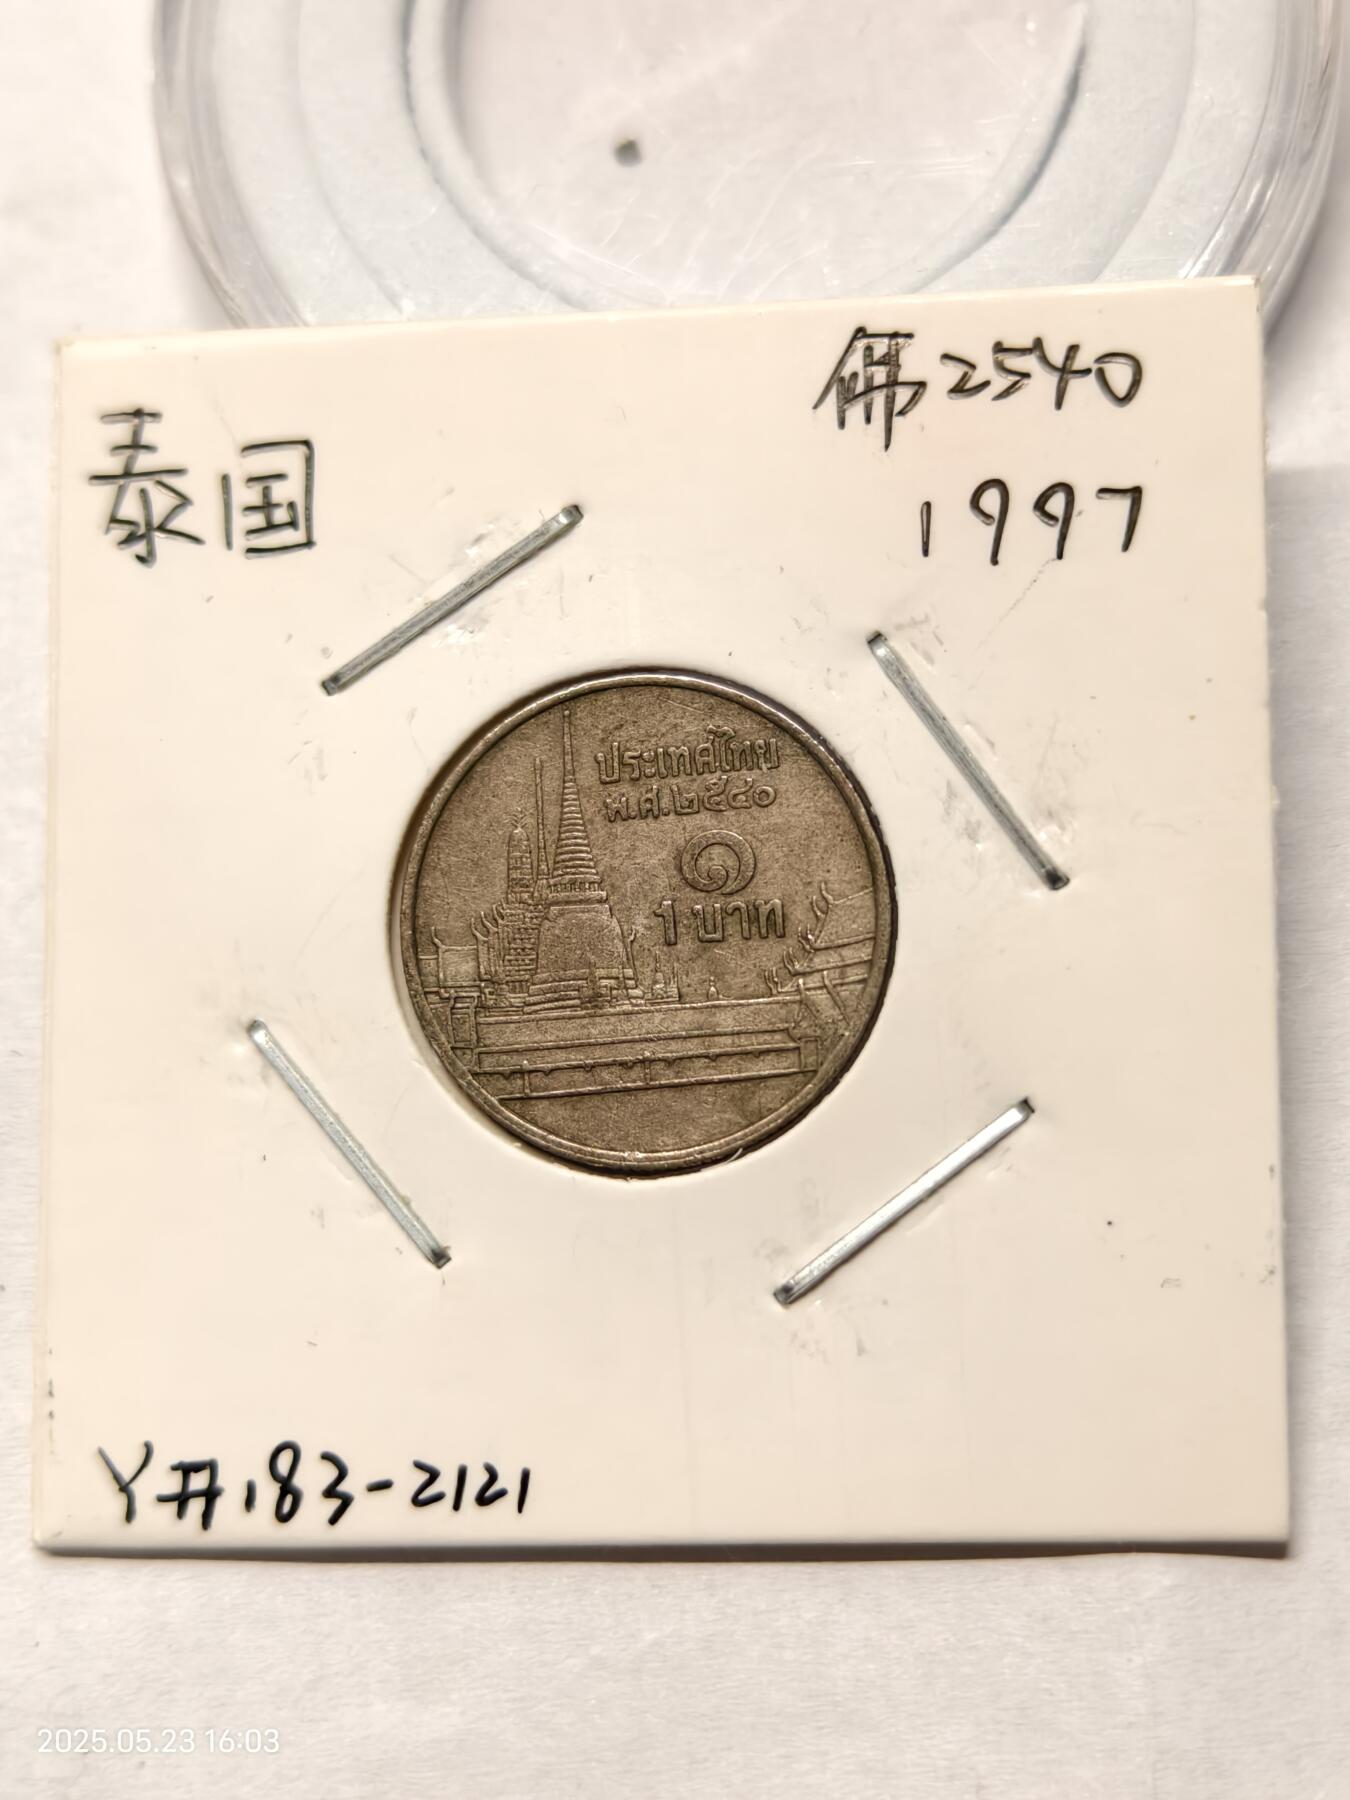 泰国
佛2540
1997
ประเทศไทย
พ.ศ.๒๕๔๐
๑
1 บาท
Y#183-2121
2025.05.23 16:03